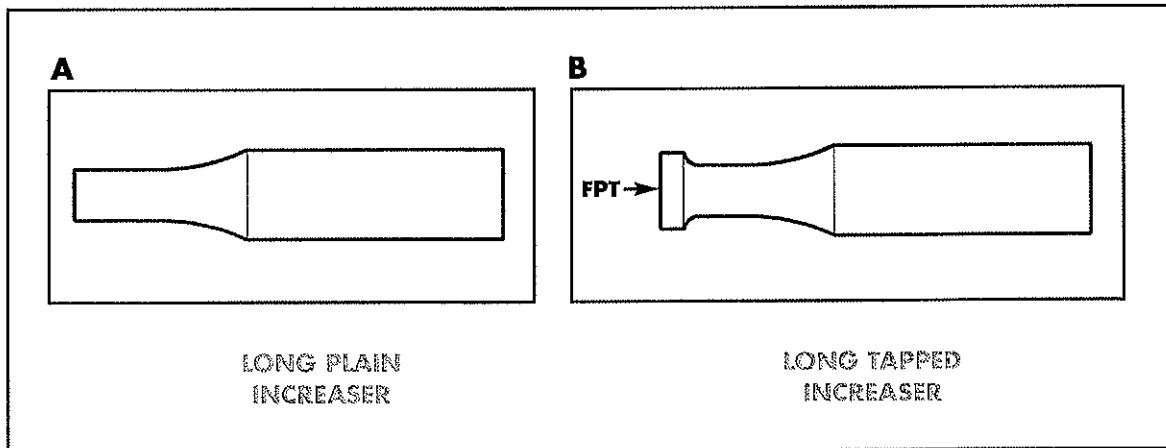 A
B
FPT
LONG PLAIN
INCREASER
LONG TAPPED
INCREASER